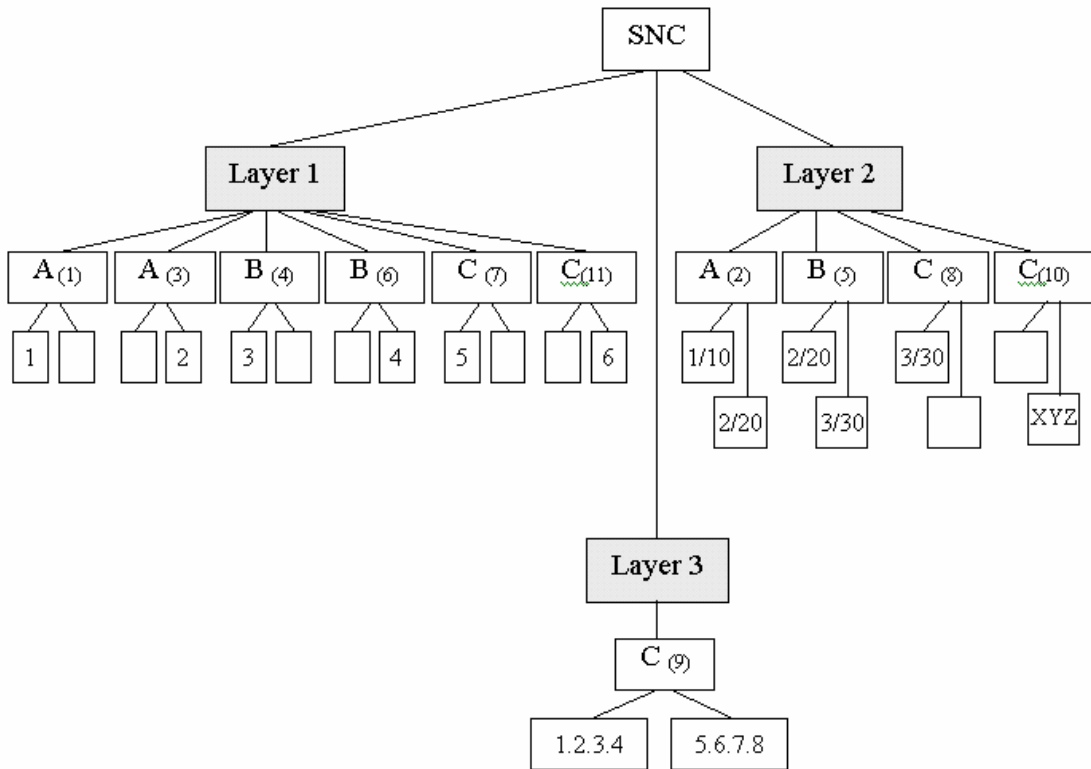 SNC
Layer 1
Layer 2
A (1)
A (3)
B (4)
B (6)
C (7)
C(11)
A (2)
B (5)
C (8)
C(10)
1
2
3
4
5
6
1/10
2/20
3/30
2/20
3/30
XYZ
Layer 3
C (9)
1.2.3.4
5.6.7.8